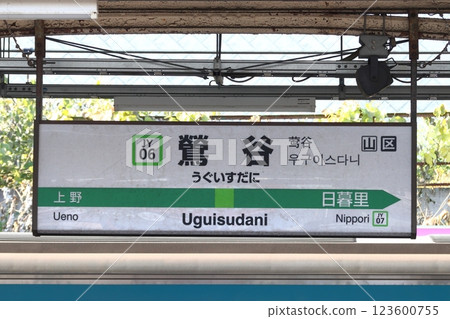 JY
06
鶯谷
莺谷
우구이스다니
山 区
うぐいすだに
上野
日暮里
Ueno
Uguisudani
Nippori
JY
07
PIXTA
123600755